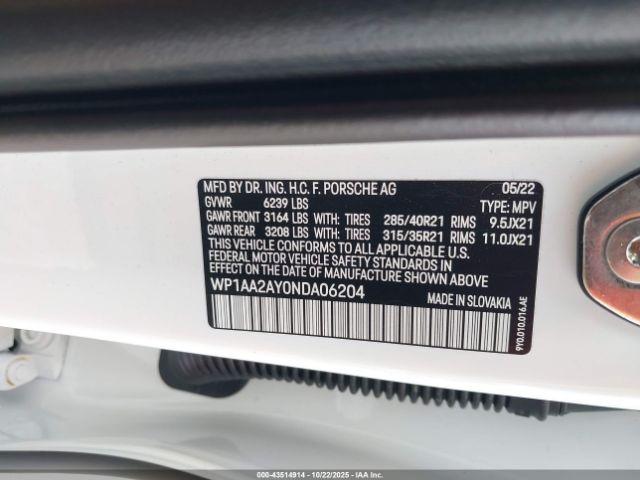 MFD BY DR. ING. H.C. F. PORSCHE AG 05/22
GVWR 6239 LBS TYPE: MPV
GAWR FRONT 3164 LBS WITH: TIRES 285/40R21 RIMS 9.5JX21
GAWR REAR 3208 LBS WITH: TIRES 315/35R21 RIMS 11.0JX21
THIS VEHICLE CONFORMS TO ALL APPLICABLE U.S.
FEDERAL MOTOR VEHICLE SAFETY STANDARDS IN
EFFECT ON THE DATE OF MANUFACTURE SHOWN ABOVE
WP1AA2AY0NDA06204
MADE IN SLOVAKIA
9Y0.010.016.AE
000-43514914 | 10/22/2025 | IAA Inc.